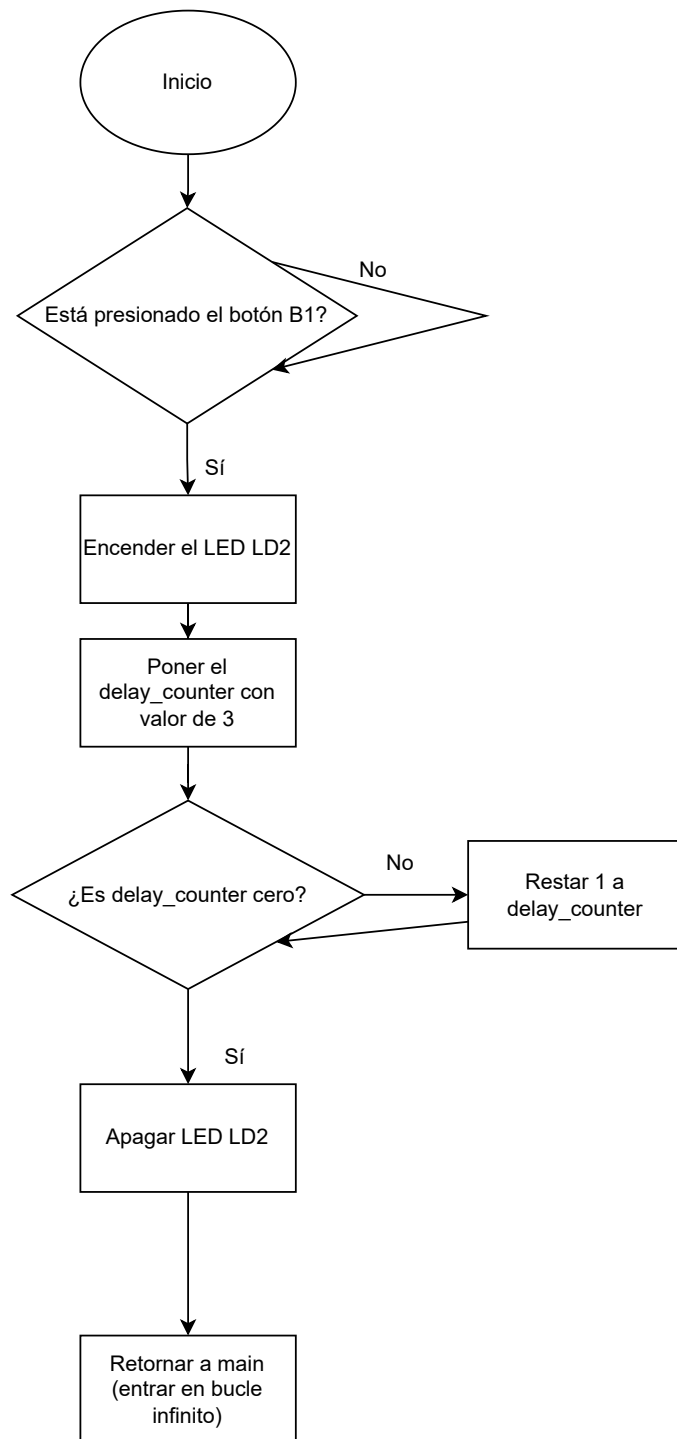 Inicio
No
Está presionado el botón B1?
Sí
Encender el LED LD2
Poner el
delay_counter con
valor de 3
No
¿Es delay_counter cero?
Restar 1 a
delay_counter
Sí
Apagar LED LD2
Retornar a main
(entrar en bucle
infinito)